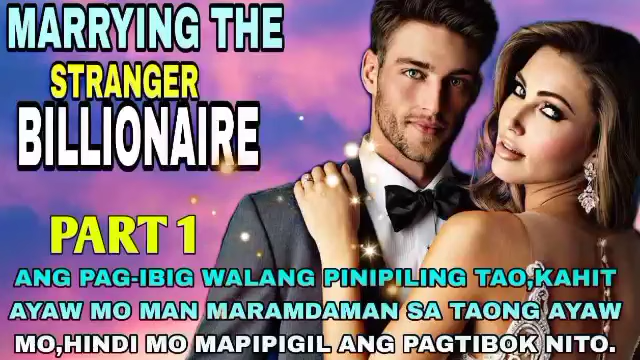 MARRYING THE
STRANGER
BILLIONAIRE
PART 1
ANG PAG-IBIG WALANG PINIPILING TAO,KAHIT
AYAW MO MAN MARAMDAMAN SA TAONG AYAW
MO,HINDI MO MAPIPIGIL ANG PAGTIBOK NITO.